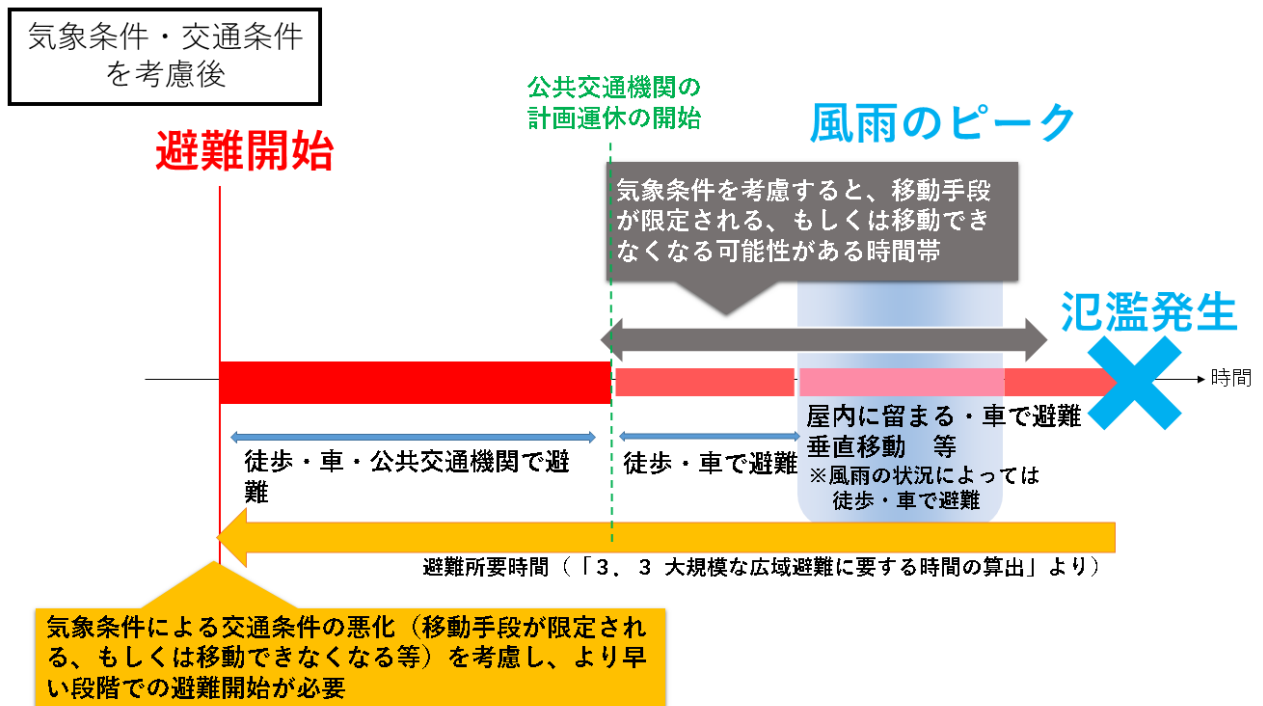 気象条件・交通条件
を考慮後
公共交通機関の
計画運休の開始
風雨のピーク
避難開始
気象条件を考慮すると、移動手段
が限定される、もしくは移動でき
なくなる可能性がある時間帯
氾濫発生
時間
徒歩・車・公共交通機関で避
難
徒歩・車で避難
屋内に留まる・車で避難
垂直移動　等
※風雨の状況によっては
徒歩・車で避難
避難所要時間（「３．３ 大規模な広域避難に要する時間の算出」より）
気象条件による交通条件の悪化（移動手段が限定され
る、もしくは移動できなくなる等）を考慮し、より早
い段階での避難開始が必要